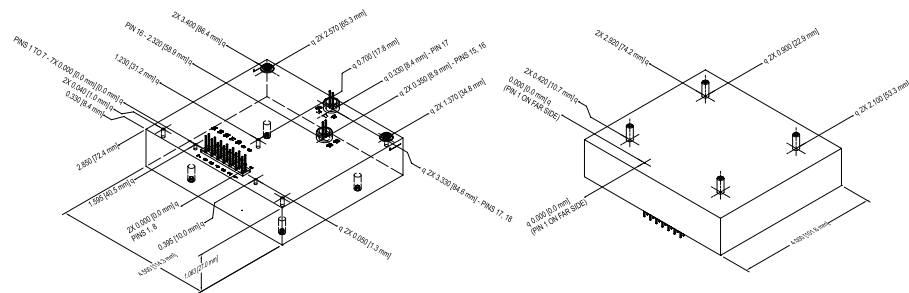 2X 3.400 [86.4 mm] q
q 2X 2.570 [65.3 mm]
PIN 16 - 2.320 [58.9 mm] q
q 0.700 [17.8 mm]
1.230 [31.2 mm] q
q 0.330 [8.4 mm] - PIN 17
PINS 1 TO 7 - 7X 0.000 [0.0 mm] q
q 2X 0.350 [8.9 mm] - PINS 15, 16
2X 0.040 [1.0 mm] q
0.330 [8.4 mm]
q 2X 1.370 [34.8 mm]
2.850 [72.4 mm]
q 2X 3.330 [84.6 mm] - PINS 17, 18
1.595 [40.5 mm] q
2X 0.000 [0.0 mm] q
PINS 1, 8
0.395 [10.0 mm] q
q 2X 0.050 [1.3 mm]
2X 2.920 [74.2 mm] q
q 2X 0.900 [22.9 mm]
2X 0.420 [10.7 mm] q
0.000 [0.0 mm] q
(PIN 1 ON FAR SIDE)
q 2X 2.100 [53.3 mm]
q 0.000 [0.0 mm]
(PIN 1 ON FAR SIDE)